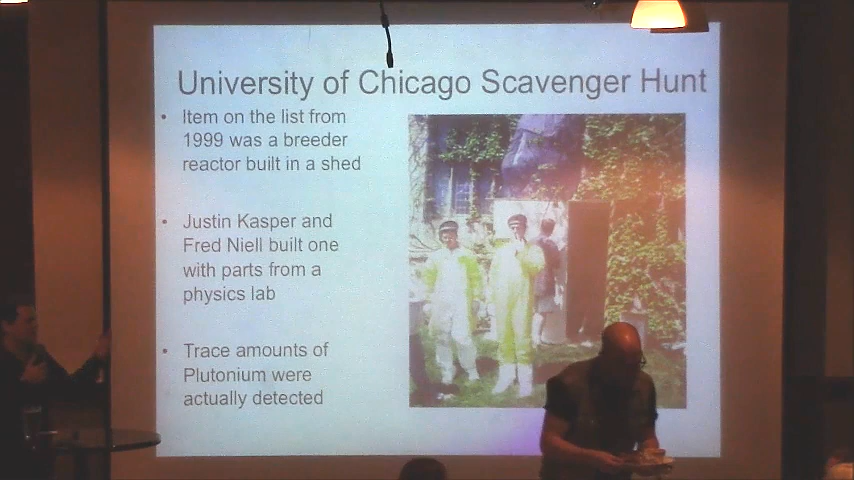 University of Chicago Scavenger Hunt
• Item on the list from
1999 was a breeder
reactor built in a shed
• Justin Kasper and
Fred Niell built one
with parts from a
physics lab
• Trace amounts of
Plutonium were
actually detected